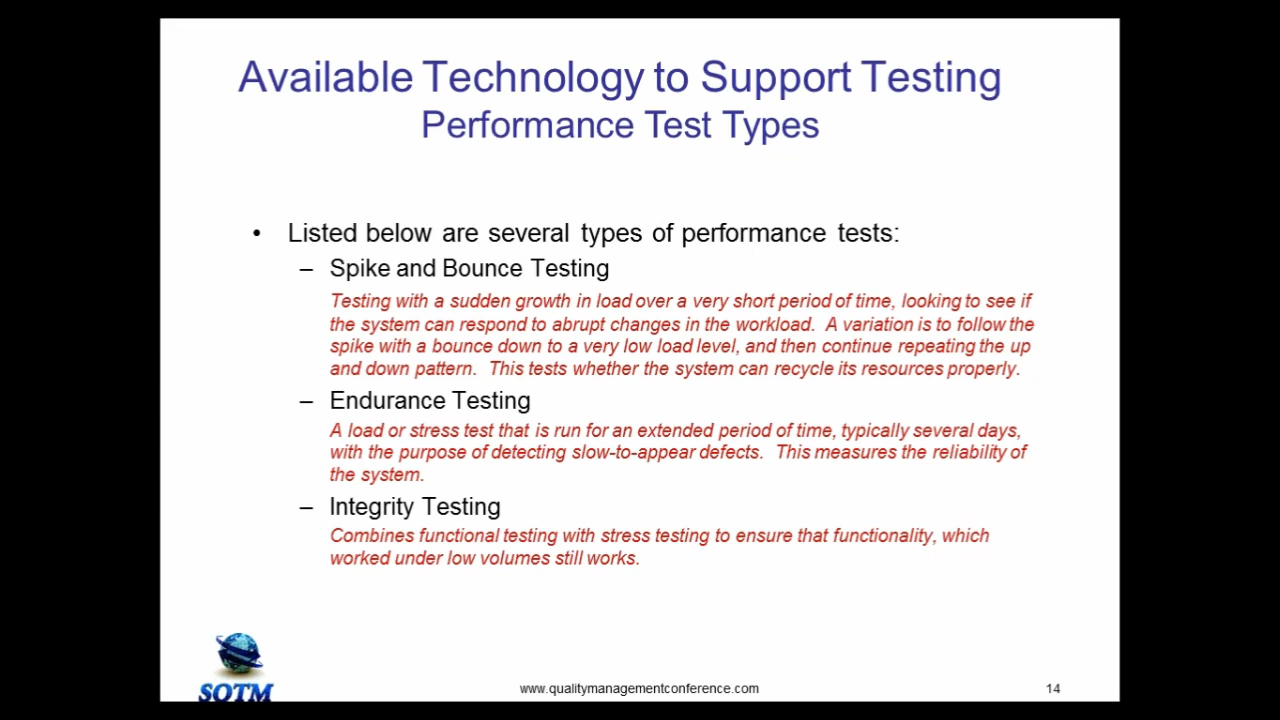 Available Technology to Support Testing
Performance Test Types
• Listed below are several types of performance tests:
– Spike and Bounce Testing
Testing with a sudden growth in load over a very short period of time, looking to see if
the system can respond to abrupt changes in the workload. A variation is to follow the
spike with a bounce down to a very low load level, and then continue repeating the up
and down pattern. This tests whether the system can recycle its resources properly.
– Endurance Testing
A load or stress test that is run for an extended period of time, typically several days,
with the purpose of detecting slow-to-appear defects. This measures the reliability of
the system.
– Integrity Testing
Combines functional testing with stress testing to ensure that functionality, which
worked under low volumes still works.
SOTM
www.qualitymanagementconference.com
14